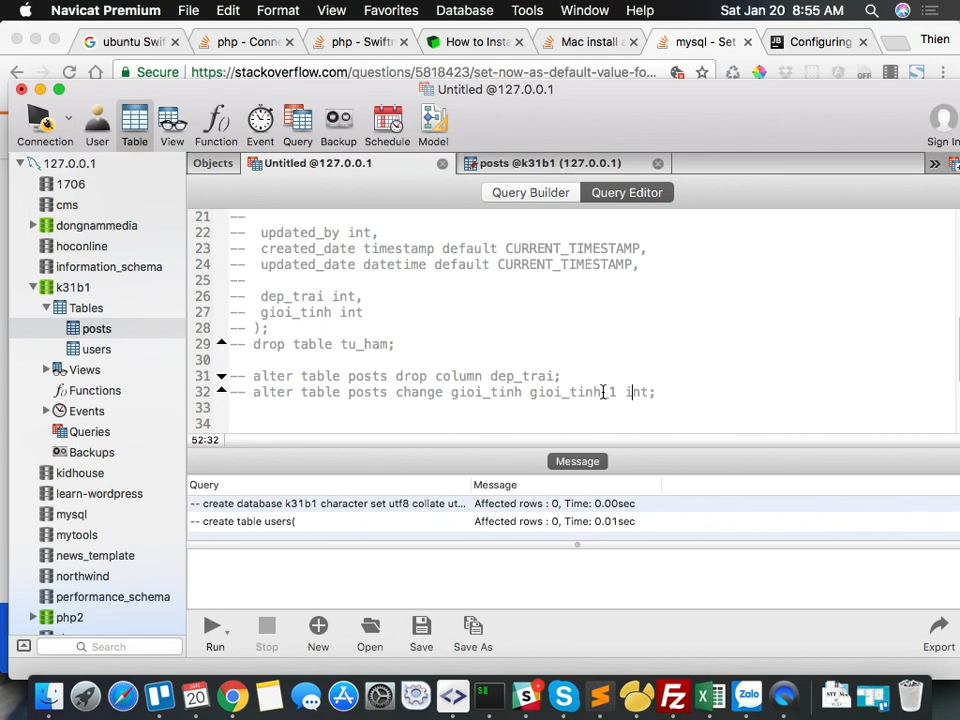 Navicat Premium File Edit Format View Favorites Database Tools Window Help Sat Jan 20 8:55 AM
ubuntu Swif php - Conne php - Swiftm How to Insta Mac install a mysql - Set Configuring Thien
Secure https://stackoverflow.com/questions/5818423/set-now-as-default-value-fo...
Untitled @127.0.0.1
Connection User Table View Function Event Query Backup Schedule Model Sign In
127.0.0.1
Objects Untitled @127.0.0.1 posts @k31b1 (127.0.0.1) »
1706
cms
dongnammedia
hoconline
information_schema
k31b1
Tables
posts
users
Views
Functions
Events
Queries
Backups
kidhouse
learn-wordpress
mysql
mytools
news_template
northwind
performance_schema
php2
Search
Query Builder Query Editor
21 --
22 -- updated_by int,
23 -- created_date timestamp default CURRENT_TIMESTAMP,
24 -- updated_date datetime default CURRENT_TIMESTAMP,
25 --
26 -- dep_trai int,
27 -- gioi_tinh int
28 -- );
29 -- drop table tu_ham;
30
31 -- alter table posts drop column dep_trai;
32 -- alter table posts change gioi_tinh gioi_tinh_1 int;
33
34
52:32
Message
Query Message
-- create database k31b1 character set utf8 collate ut... Affected rows : 0, Time: 0.00sec
-- create table users( Affected rows : 0, Time: 0.01sec
Run Stop New Open Save Save As Export
JAN
20
Zalo